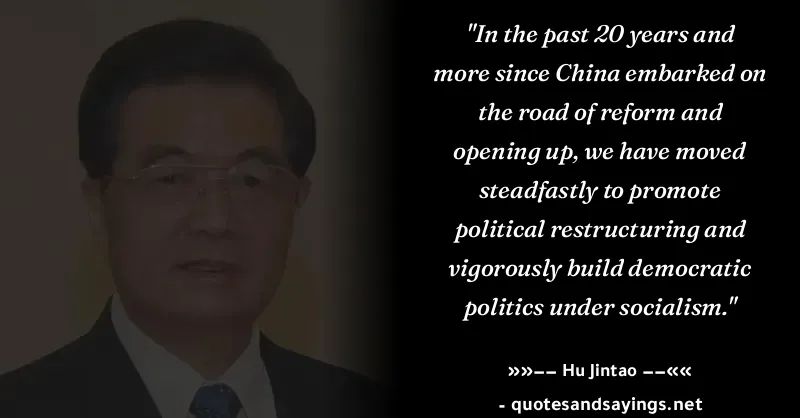 "In the past 20 years and
more since China embarked on
the road of reform and
opening up, we have moved
steadfastly to promote
political restructuring and
vigorously build democratic
politics under socialism."
»»—— Hu Jintao ——««
- quotesandsayings.net